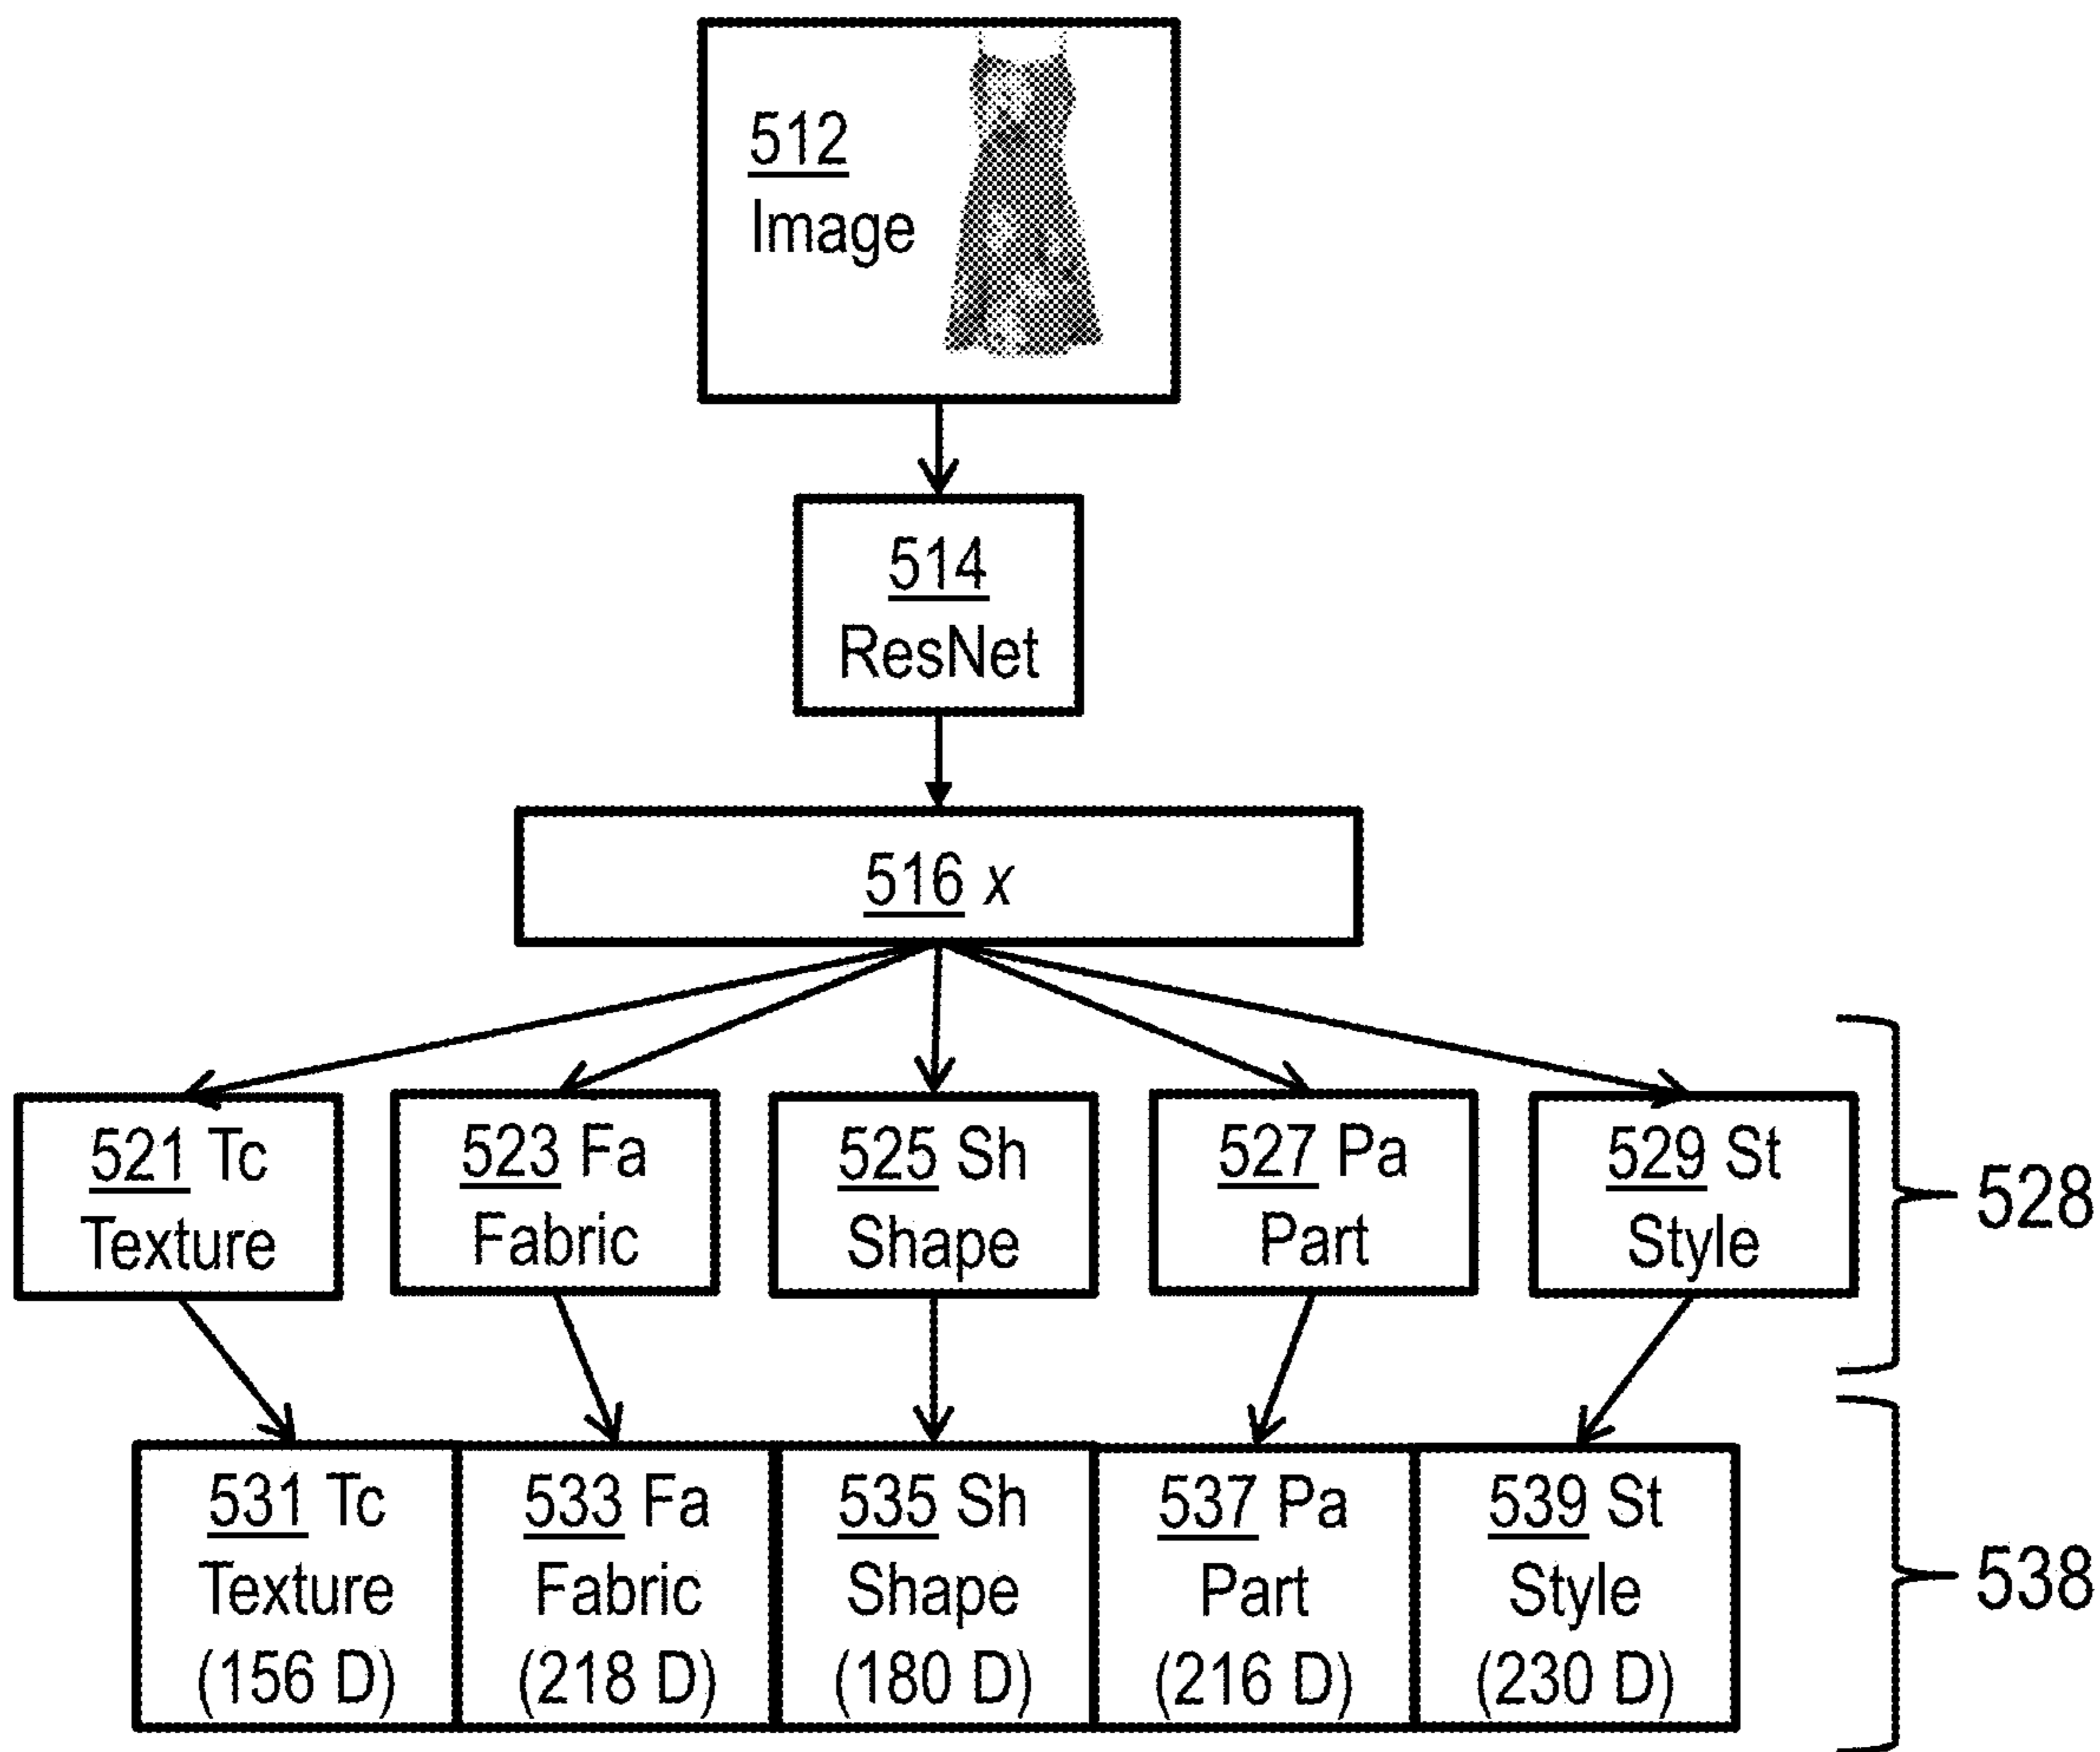 512
Image
514
ResNet
516 x
521 Tc
Texture
523 Fa
Fabric
525 Sh
Shape
527 Pa
Part
529 St
Style
528
531 Tc
Texture
(156 D)
533 Fa
Fabric
(218 D)
535 Sh
Shape
(180 D)
537 Pa
Part
(216 D)
539 St
Style
(230 D)
538